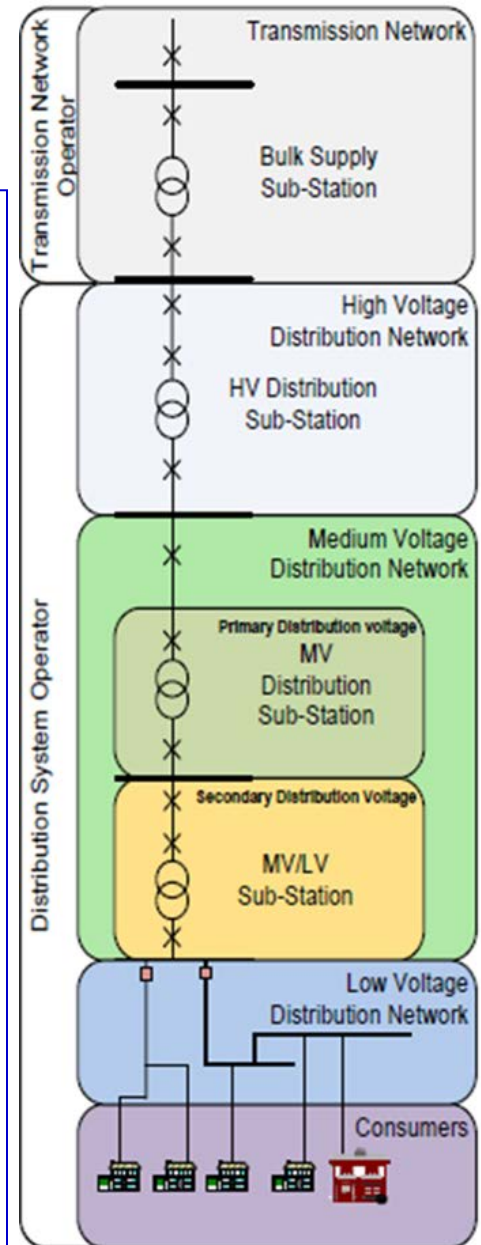 Transmission Network
Operator
Transmission Network
Bulk Supply
Sub-Station
Distribution System Operator
High Voltage
Distribution Network
HV Distribution
Sub-Station
Medium Voltage
Distribution Network
Primary Distribution voltage
MV
Distribution
Sub-Station
Secondary Distribution Voltage
MV/LV
Sub-Station
Low Voltage
Distribution Network
Consumers